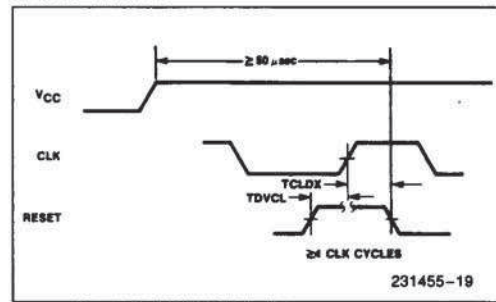 ≥ 50 μsec
VCC
CLK
TCLDX
TDVCL
RESET
≥4 CLK CYCLES
231455-19